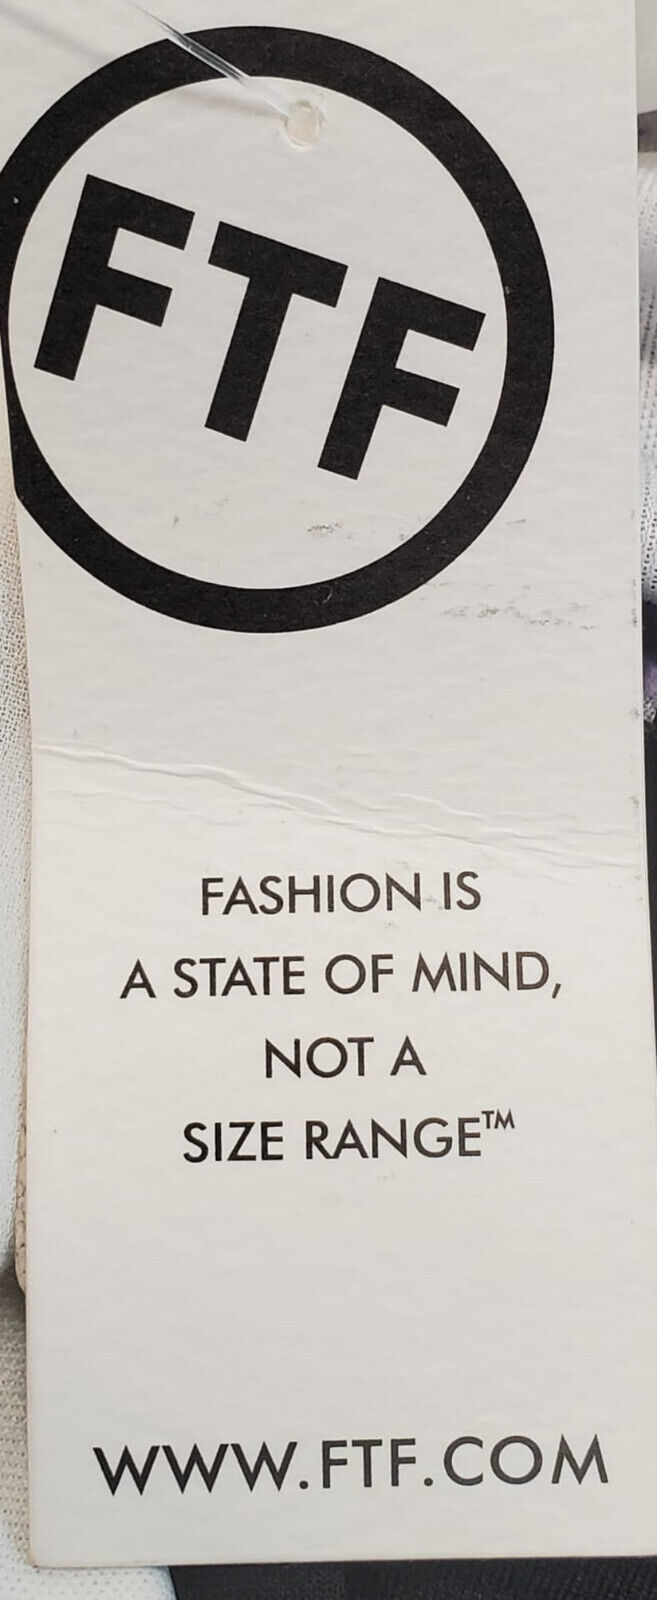 FTF
FASHION IS
A STATE OF MIND,
NOT A
SIZE RANGE™
WWW.FTF.COM